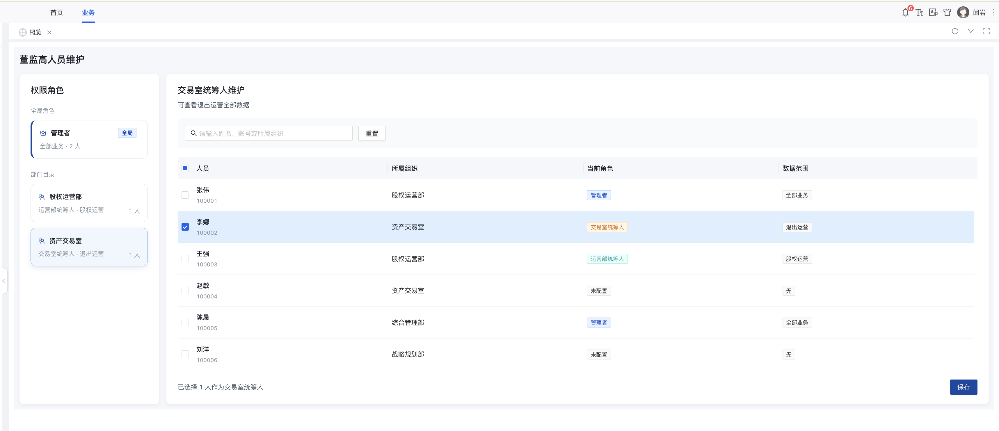 首页 业务 6 闻岩
概览
董监高人员维护
权限角色
全局角色
管理者 全局
全部业务 · 2 人
部门目录
股权运营部
运营部统筹人 · 股权运营 1 人
资产交易室
交易室统筹人 · 退出运营 1 人
交易室统筹人维护
可查看退出运营全部数据
请输入姓名、账号或所属组织 重置
人员 所属组织 当前角色 数据范围
张伟
100001 股权运营部 管理者 全部业务
李娜
100002 资产交易室 交易室统筹人 退出运营
王强
100003 股权运营部 运营部统筹人 股权运营
赵敏
100004 资产交易室 未配置 无
陈晨
100005 综合管理部 管理者 全部业务
刘洋
100006 战略规划部 未配置 无
已选择 1 人作为交易室统筹人 保存